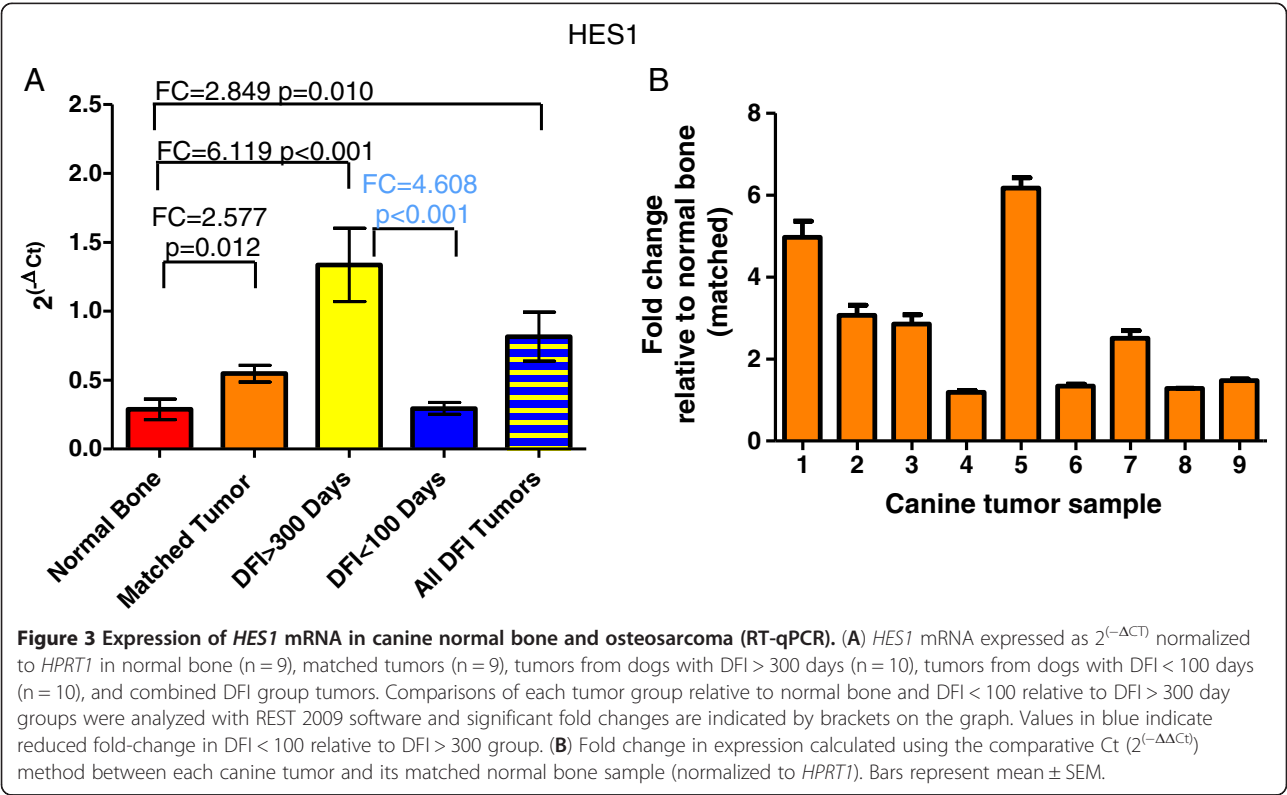 HES1
A
FC=2.849 p=0.010
FC=6.119 p<0.001
FC=4.608
p<0.001
FC=2.577
p=0.012
2(-ΔCt)
2.5
2.0
1.5
1.0
0.5
0.0
Normal Bone
Matched Tumor
DFI>300 Days
DFI<100 Days
All DFI Tumors
B
Fold change
relative to normal bone
(matched)
8
6
4
2
0
1 2 3 4 5 6 7 8 9
Canine tumor sample
Figure 3 Expression of HES1 mRNA in canine normal bone and osteosarcoma (RT-qPCR). (A) HES1 mRNA expressed as 2(−ΔCT) normalized
to HPRT1 in normal bone (n = 9), matched tumors (n = 9), tumors from dogs with DFI > 300 days (n = 10), tumors from dogs with DFI < 100 days
(n = 10), and combined DFI group tumors. Comparisons of each tumor group relative to normal bone and DFI < 100 relative to DFI > 300 day
groups were analyzed with REST 2009 software and significant fold changes are indicated by brackets on the graph. Values in blue indicate
reduced fold-change in DFI < 100 relative to DFI > 300 group. (B) Fold change in expression calculated using the comparative Ct (2(−ΔΔCt))
method between each canine tumor and its matched normal bone sample (normalized to HPRT1). Bars represent mean ± SEM.